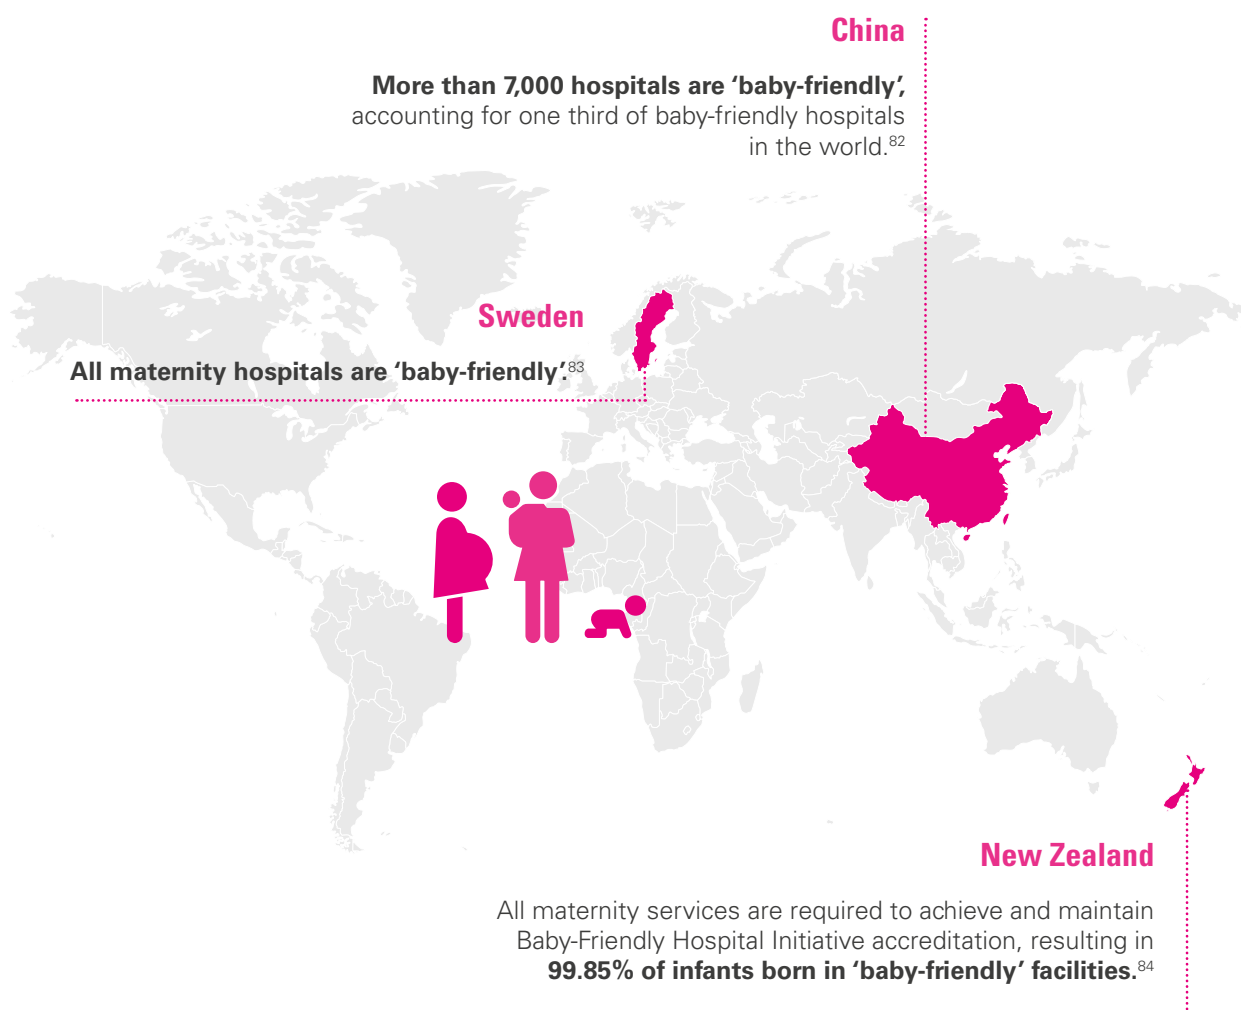 China
More than 7,000 hospitals are ‘baby-friendly’,
accounting for one third of baby-friendly hospitals
in the world.82
Sweden
All maternity hospitals are ‘baby-friendly’.83
New Zealand
All maternity services are required to achieve and maintain
Baby-Friendly Hospital Initiative accreditation, resulting in
99.85% of infants born in ‘baby-friendly’ facilities.84